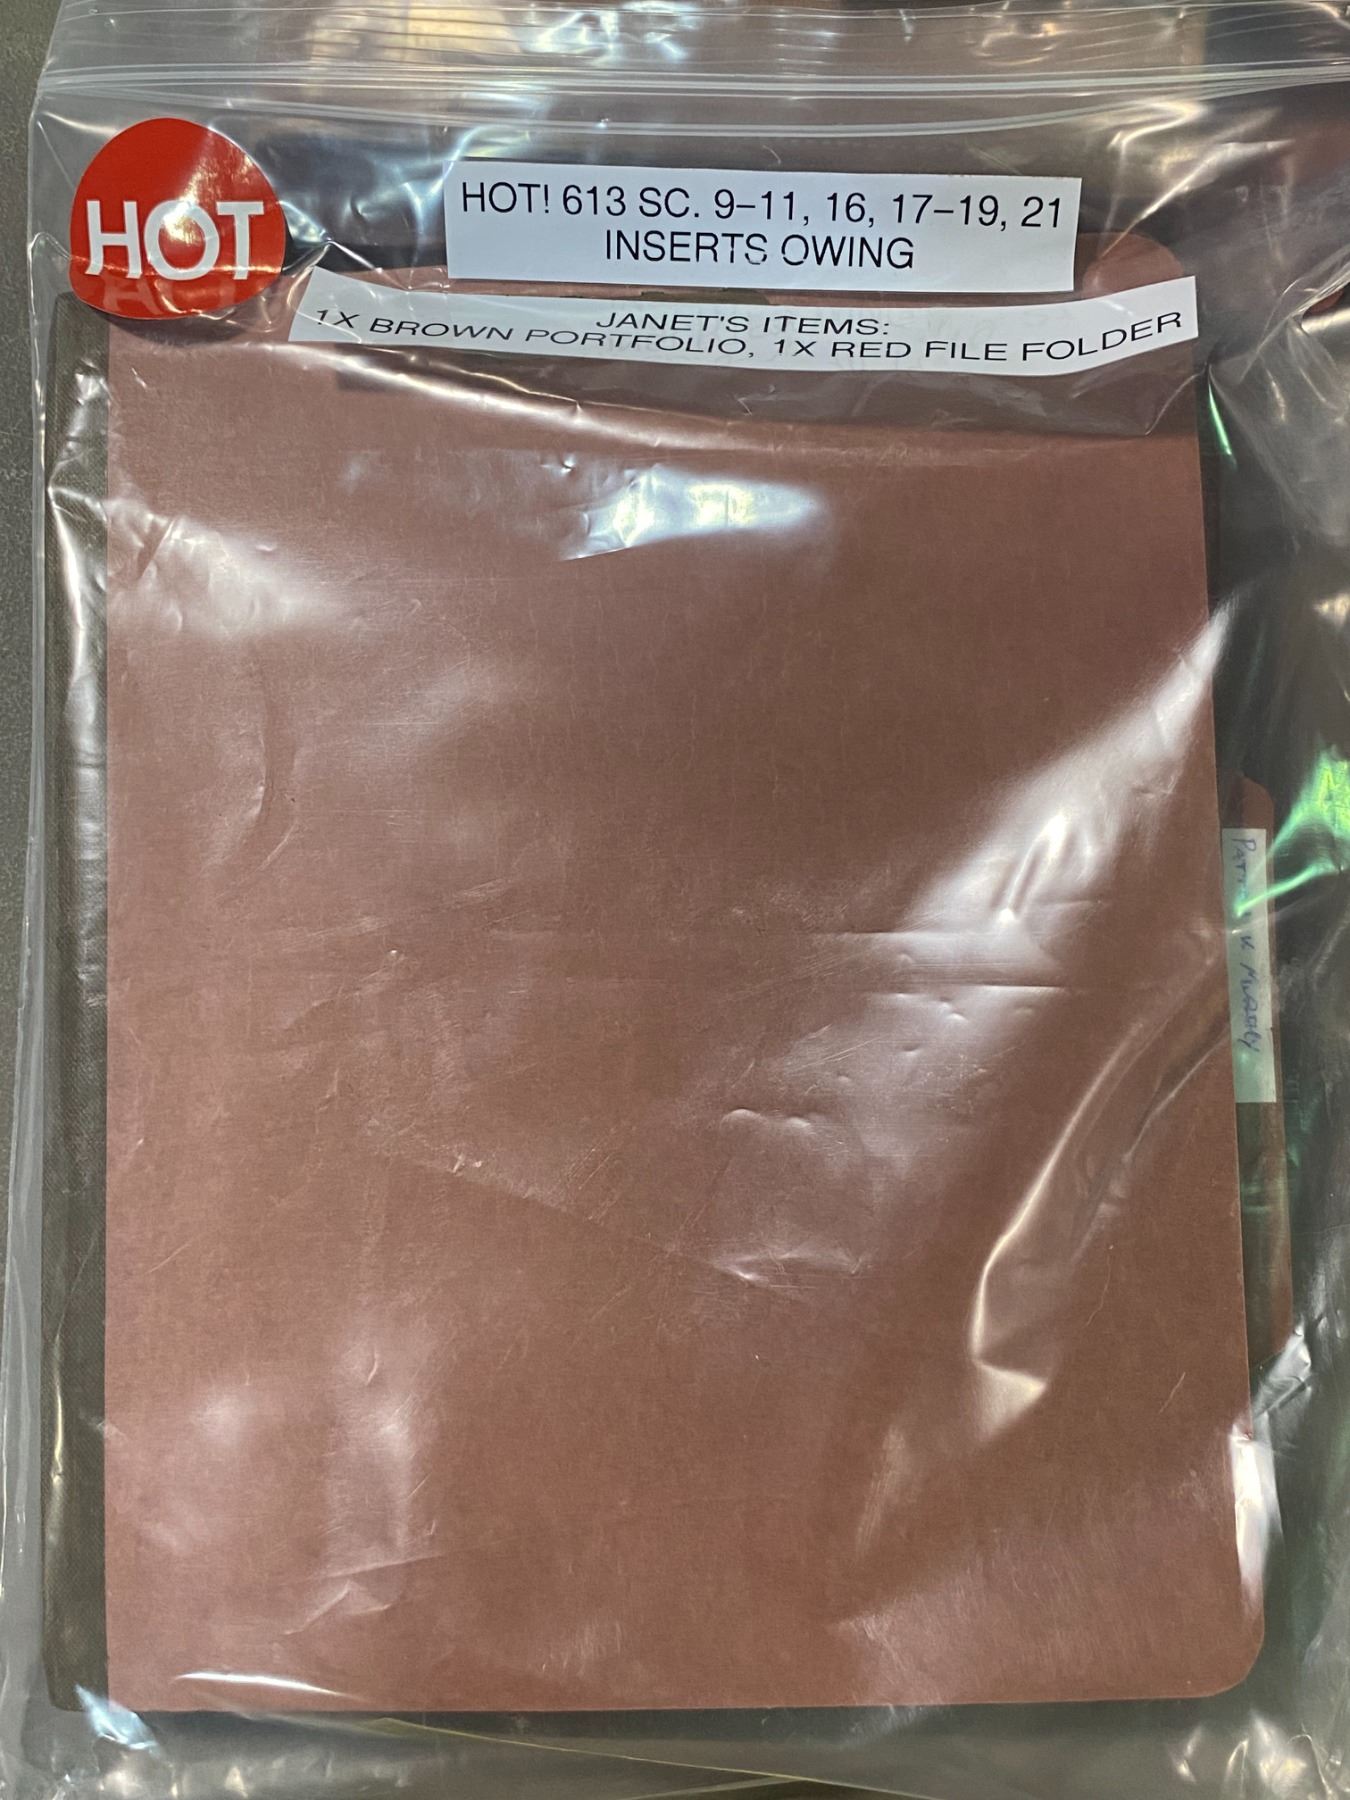 HOT
HOT! 613 SC. 9–11, 16, 17–19, 21
INSERTS OWING
JANET'S ITEMS:
1X BROWN PORTFOLIO, 1X RED FILE FOLDER
K